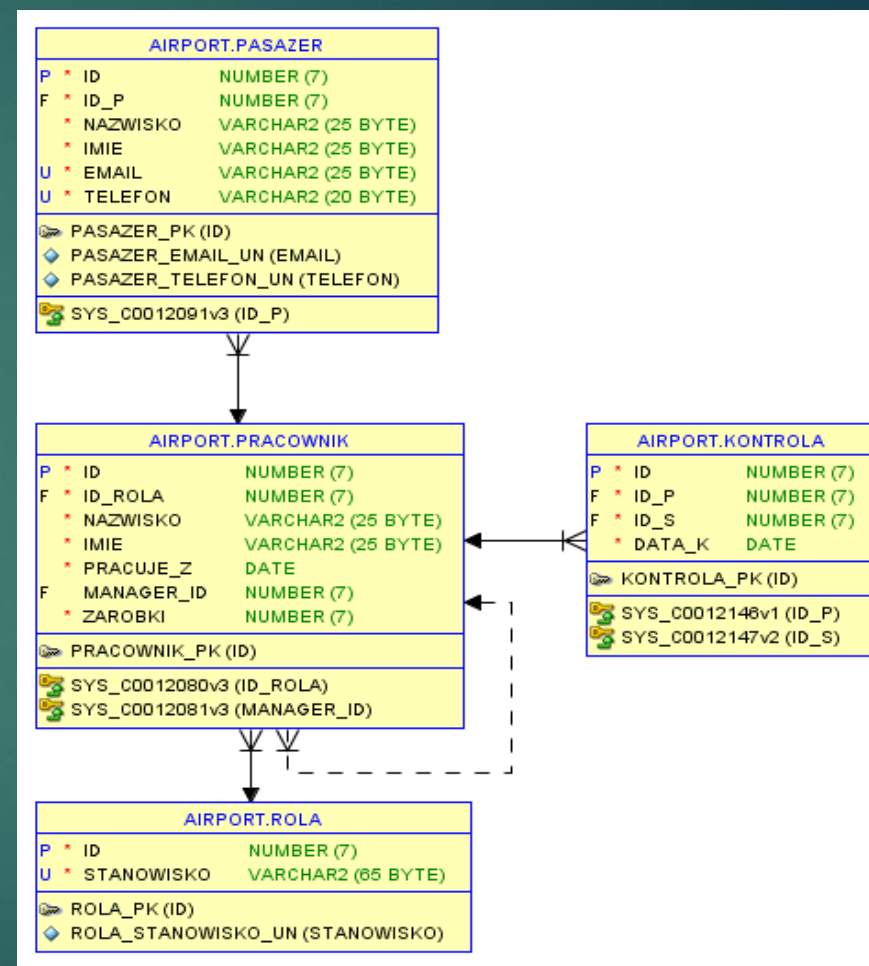 AIRPORT.PASAZER
P * ID NUMBER (7)
F * ID_P NUMBER (7)
* NAZWISKO VARCHAR2 (25 BYTE)
* IMIE VARCHAR2 (25 BYTE)
U * EMAIL VARCHAR2 (25 BYTE)
U * TELEFON VARCHAR2 (20 BYTE)
PASAZER_PK (ID)
PASAZER_EMAIL_UN (EMAIL)
PASAZER_TELEFON_UN (TELEFON)
SYS_C0012091v3 (ID_P)
AIRPORT.PRACOWNIK
P * ID NUMBER (7)
F * ID_ROLA NUMBER (7)
* NAZWISKO VARCHAR2 (25 BYTE)
* IMIE VARCHAR2 (25 BYTE)
* PRACUJE_Z DATE
F MANAGER_ID NUMBER (7)
* ZAROBKI NUMBER (7)
PRACOWNIK_PK (ID)
SYS_C0012080v3 (ID_ROLA)
SYS_C0012081v3 (MANAGER_ID)
AIRPORT.KONTROLA
P * ID NUMBER (7)
F * ID_P NUMBER (7)
F * ID_S NUMBER (7)
* DATA_K DATE
KONTROLA_PK (ID)
SYS_C0012146v1 (ID_P)
SYS_C0012147v2 (ID_S)
AIRPORT.ROLA
P * ID NUMBER (7)
U * STANOWISKO VARCHAR2 (65 BYTE)
ROLA_PK (ID)
ROLA_STANOWISKO_UN (STANOWISKO)